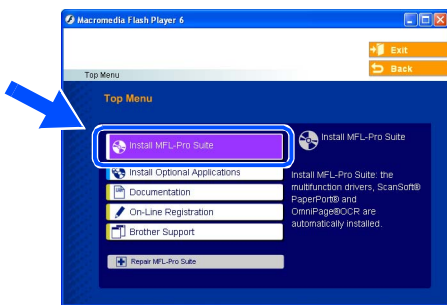 Macromedia Flash Player 6
Exit
Back
Top Menu
Top Menu
Install MFL-Pro Suite
Install MFL-Pro Suite
Install Optional Applications
Documentation
On-Line Registration
Brother Support
Repair MFL-Pro Suite
Install MFL-Pro Suite: the
multifunction drivers, ScanSoft®
PaperPort® and
OmniPage®OCR are
automatically installed.